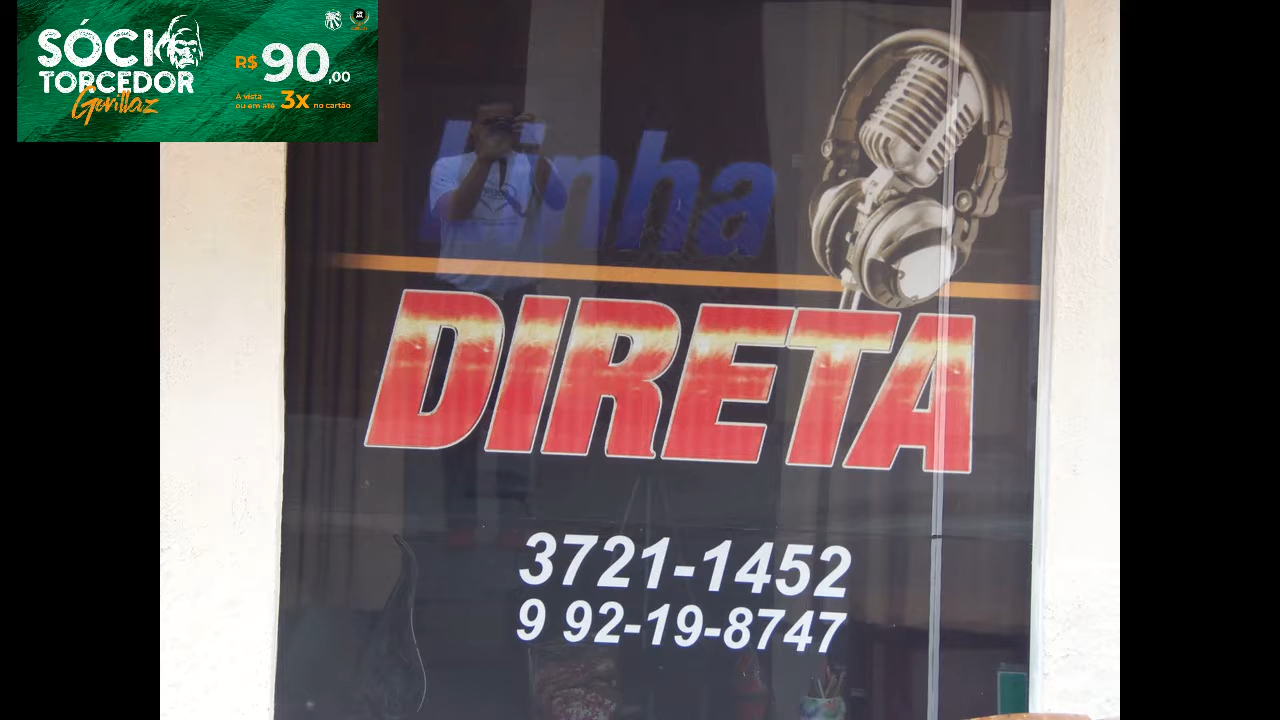 SÓCIO
TORCEDOR
Gorillaz
R$ 90,00
À vista
ou em até 3x no cartão
Linha
DIRETA
3721-1452
9 92-19-8747